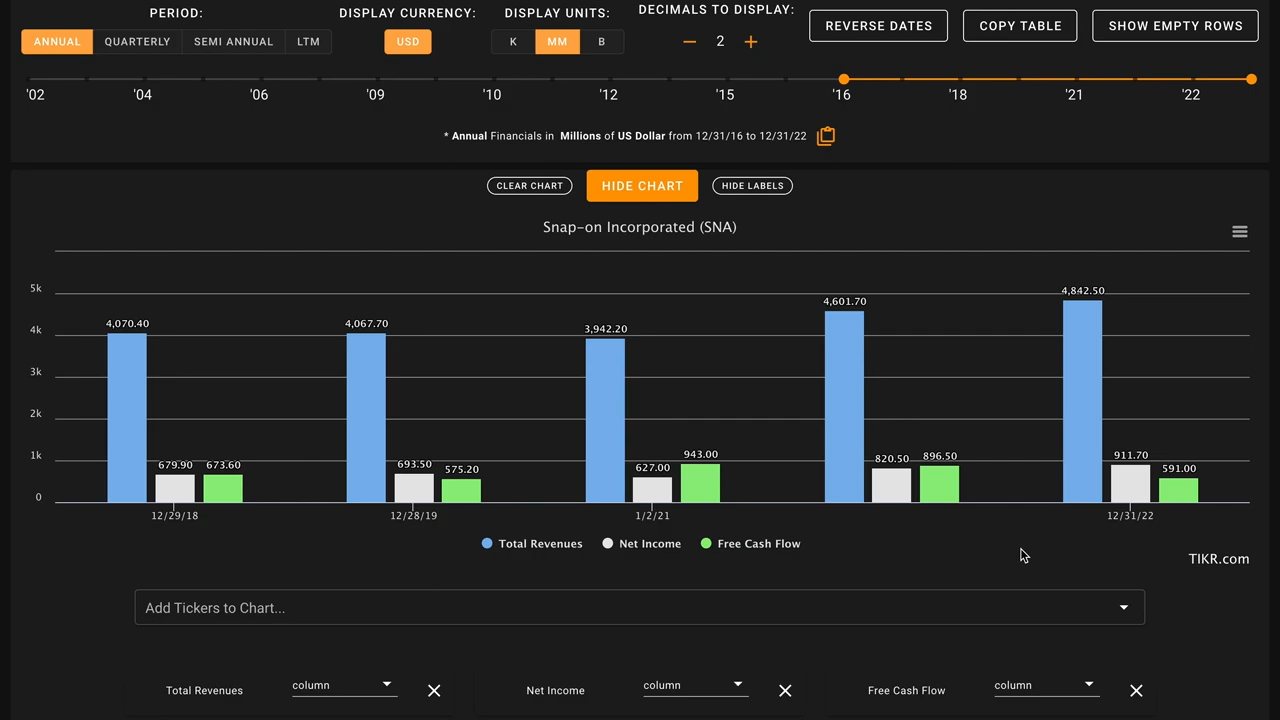 PERIOD:
DISPLAY CURRENCY:
DISPLAY UNITS:
DECIMALS TO DISPLAY:
ANNUAL
QUARTERLY
SEMI ANNUAL
LTM
USD
K
MM
B
2
REVERSE DATES
COPY TABLE
SHOW EMPTY ROWS
'02 '04 '06 '09 '10 '12 '15 '16 '18 '21 '22
* Annual Financials in Millions of US Dollar from 12/31/16 to 12/31/22
CLEAR CHART
HIDE CHART
HIDE LABELS
Snap-on Incorporated (SNA)
5k
4k
3k
2k
1k
0
4,070.40
679.90
673.60
4,067.70
693.50
575.20
3,942.20
627.00
943.00
4,601.70
820.50
896.50
4,842.50
911.70
591.00
12/29/18
12/28/19
1/2/21
12/31/22
Total Revenues
Net Income
Free Cash Flow
TIKR.com
Add Tickers to Chart...
Total Revenues
column
Net Income
column
Free Cash Flow
column